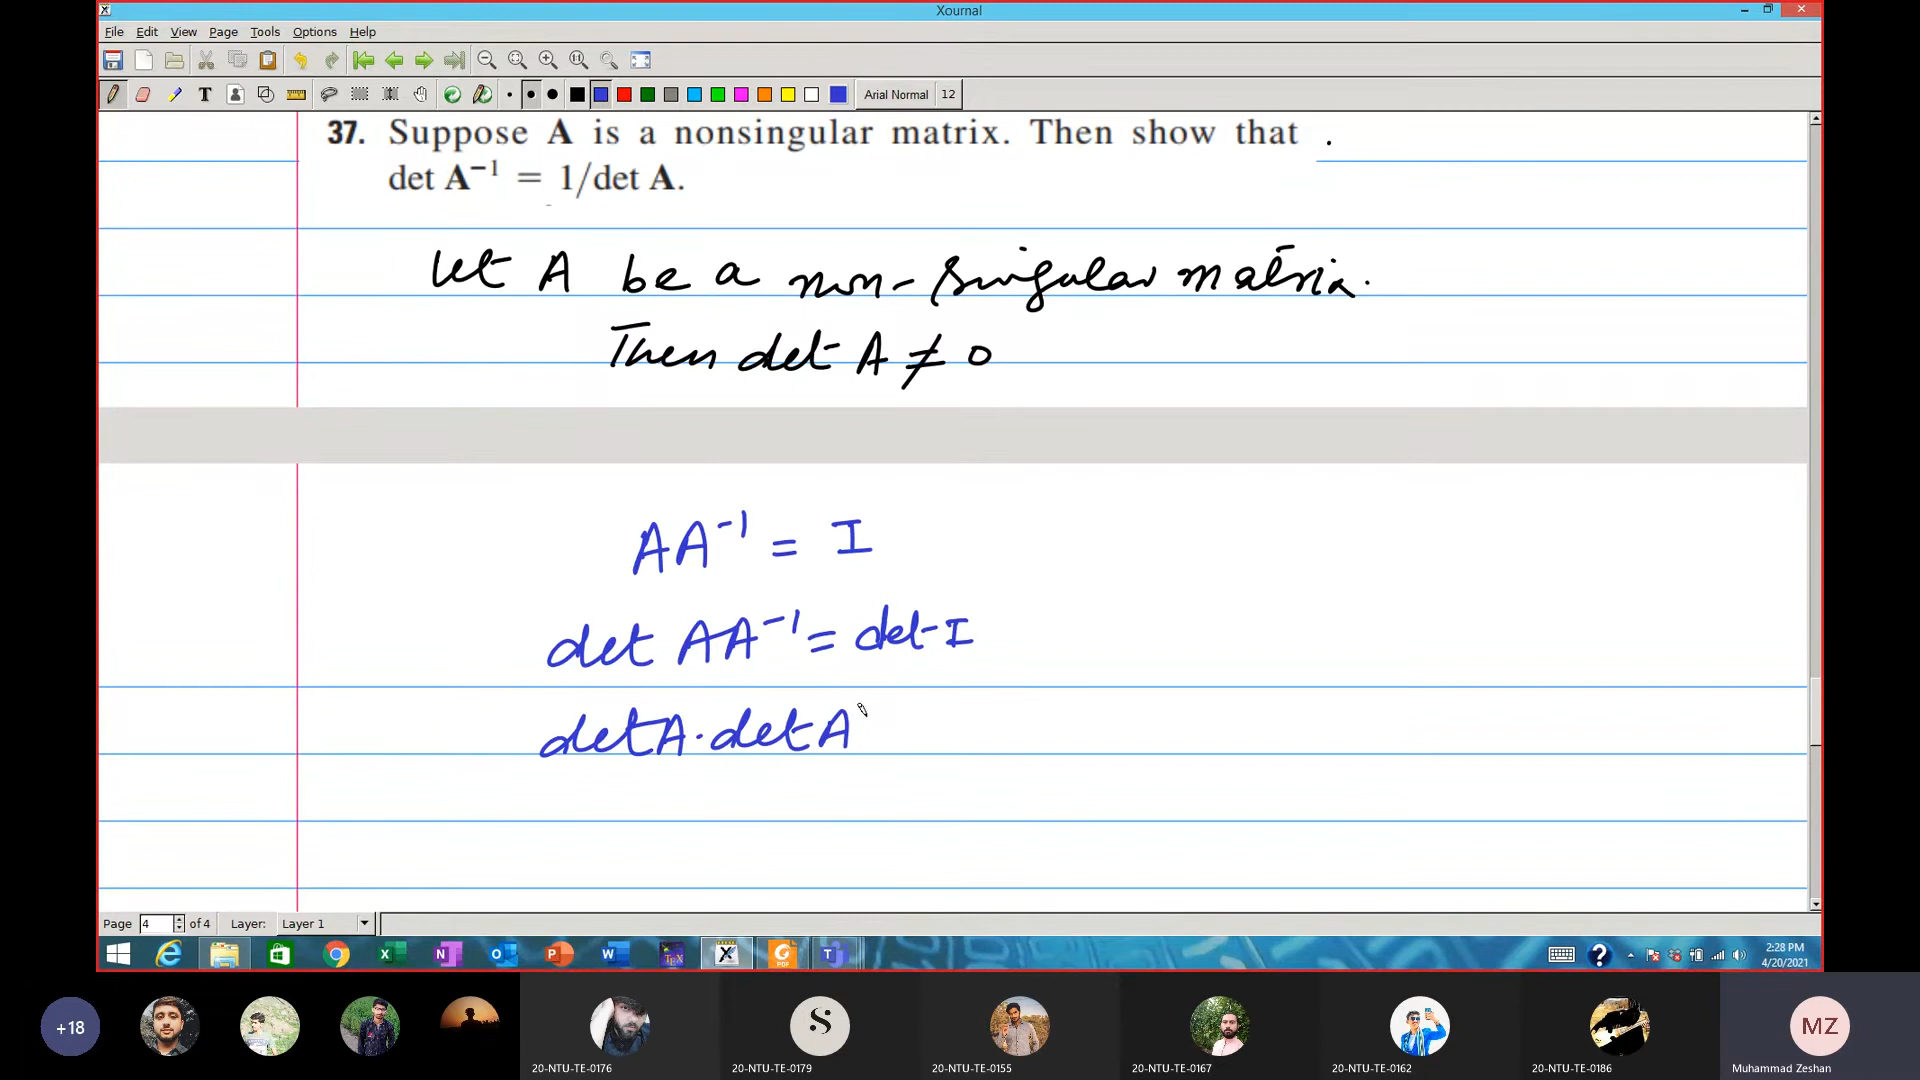 Xournal
File Edit View Page Tools Options Help
Arial Normal 12
37. Suppose A is a nonsingular matrix. Then show that .
det A⁻¹ = 1/det A.
Let A be a non-singular matrix.
Then det A ≠ 0
AA⁻¹ = I
det AA⁻¹ = det I
det A · det A
Page 4 of 4 Layer: Layer 1
2:28 PM
4/20/2021
+18
S
MZ
20-NTU-TE-0176 20-NTU-TE-0179 20-NTU-TE-0155 20-NTU-TE-0167 20-NTU-TE-0162 20-NTU-TE-0186 Muhammad Zeshan